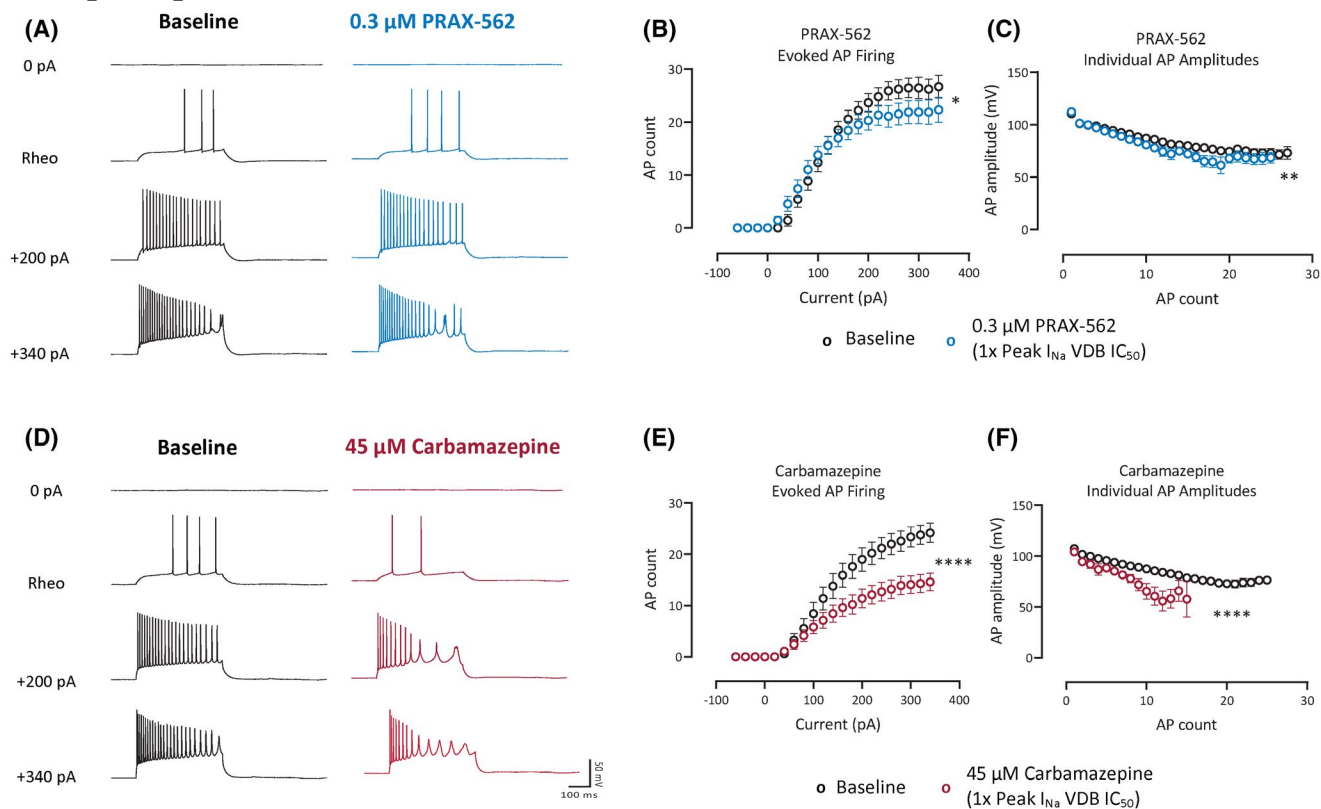 (A)
Baseline
0.3 µM PRAX-562
0 pA
Rheo
+200 pA
+340 pA
(B)
PRAX-562
Evoked AP Firing
AP count
30
20
10
0
-100
0
100
200
300
400
Current (pA)
*
(C)
PRAX-562
Individual AP Amplitudes
AP amplitude (mV)
150
100
50
0
0
10
20
30
AP count
**
Baseline
0.3 µM PRAX-562
(1x Peak INa VDB IC50)
(D)
Baseline
45 µM Carbamazepine
0 pA
Rheo
+200 pA
+340 pA
50 mV
100 ms
(E)
Carbamazepine
Evoked AP Firing
AP count
30
20
10
0
-100
0
100
200
300
400
Current (pA)
****
(F)
Carbamazepine
Individual AP Amplitudes
AP amplitude (mV)
150
100
50
0
0
10
20
30
AP count
****
Baseline
45 µM Carbamazepine
(1x Peak INa VDB IC50)